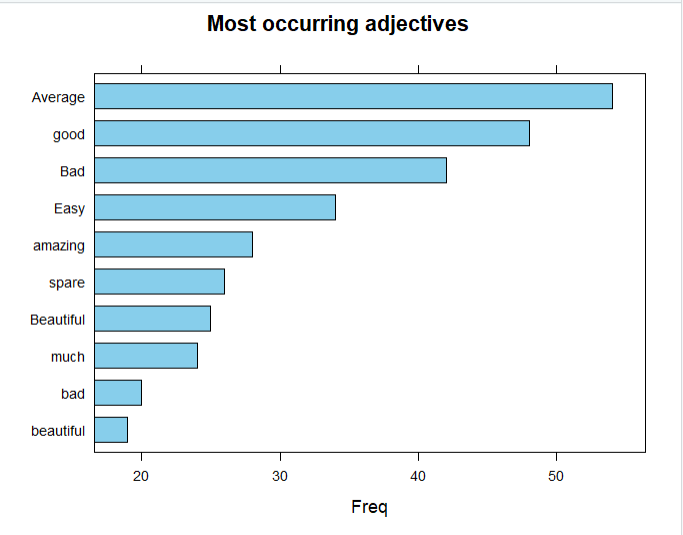 Most occurring adjectives
Average
good
Bad
Easy
amazing
spare
Beautiful
much
bad
beautiful
20 30 40 50
Freq